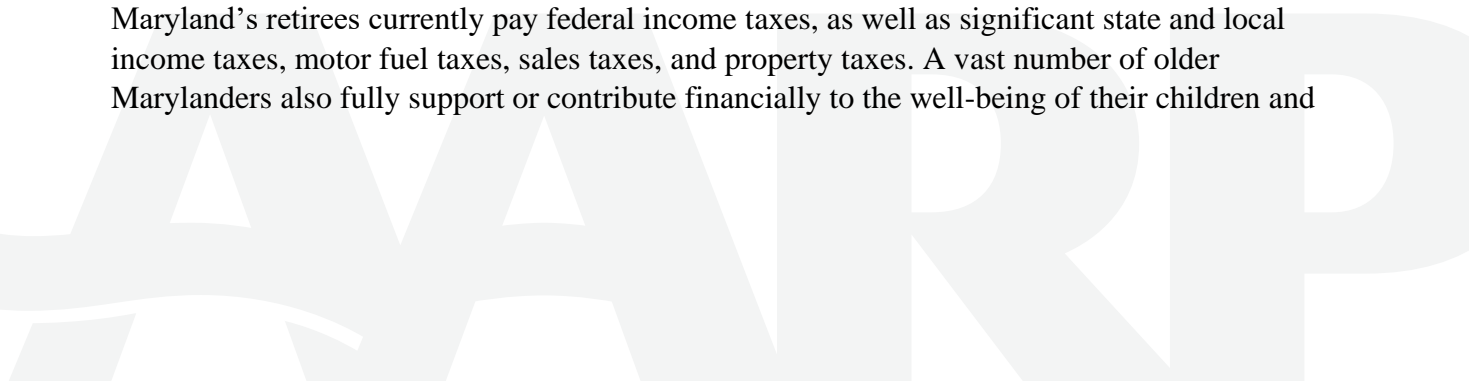 Maryland’s retirees currently pay federal income taxes, as well as significant state and local
income taxes, motor fuel taxes, sales taxes, and property taxes. A vast number of older
Marylanders also fully support or contribute financially to the well-being of their children and
AARP